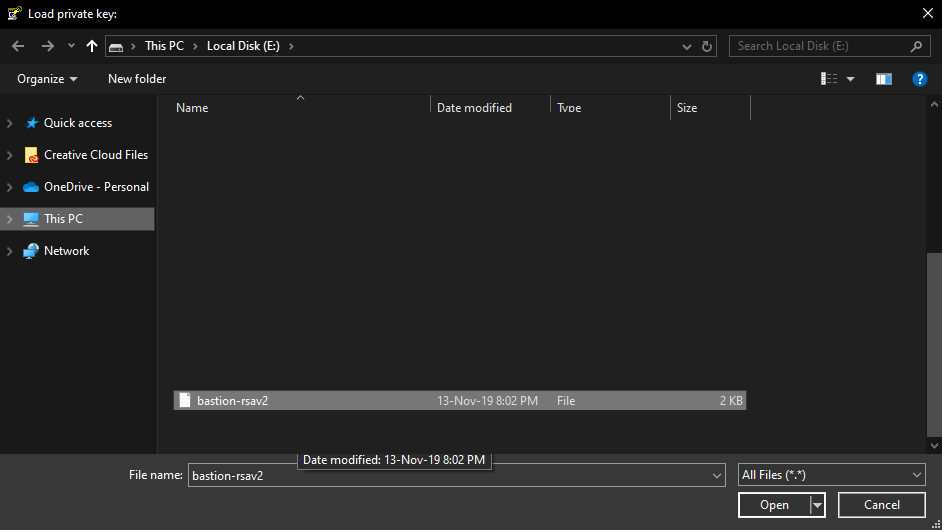 Load private key:
This PC
Local Disk (E:)
Search Local Disk (E:)
Organize
New folder
?
Name
Date modified
Type
Size
Quick access
Creative Cloud Files
OneDrive - Personal
This PC
Network
bastion-rsav2
13-Nov-19 8:02 PM
File
2 KB
Date modified: 13-Nov-19 8:02 PM
File name:
bastion-rsav2
All Files (*.*)
Open
Cancel